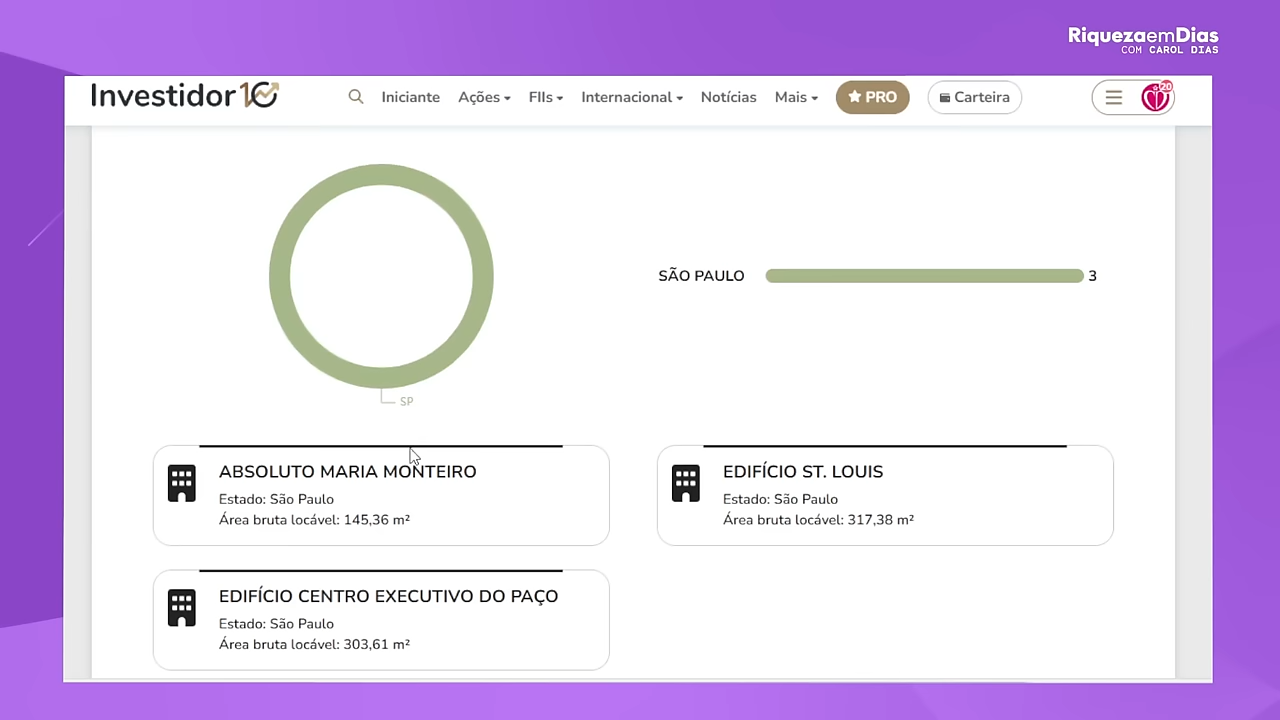 RiquezaemDias
COM CAROL DIAS
Investidor10
Iniciante
Ações
FIIs
Internacional
Notícias
Mais
PRO
Carteira
20
SÃO PAULO
3
SP
ABSOLUTO MARIA MONTEIRO
Estado: São Paulo
Área bruta locável: 145,36 m²
EDIFÍCIO ST. LOUIS
Estado: São Paulo
Área bruta locável: 317,38 m²
EDIFÍCIO CENTRO EXECUTIVO DO PAÇO
Estado: São Paulo
Área bruta locável: 303,61 m²